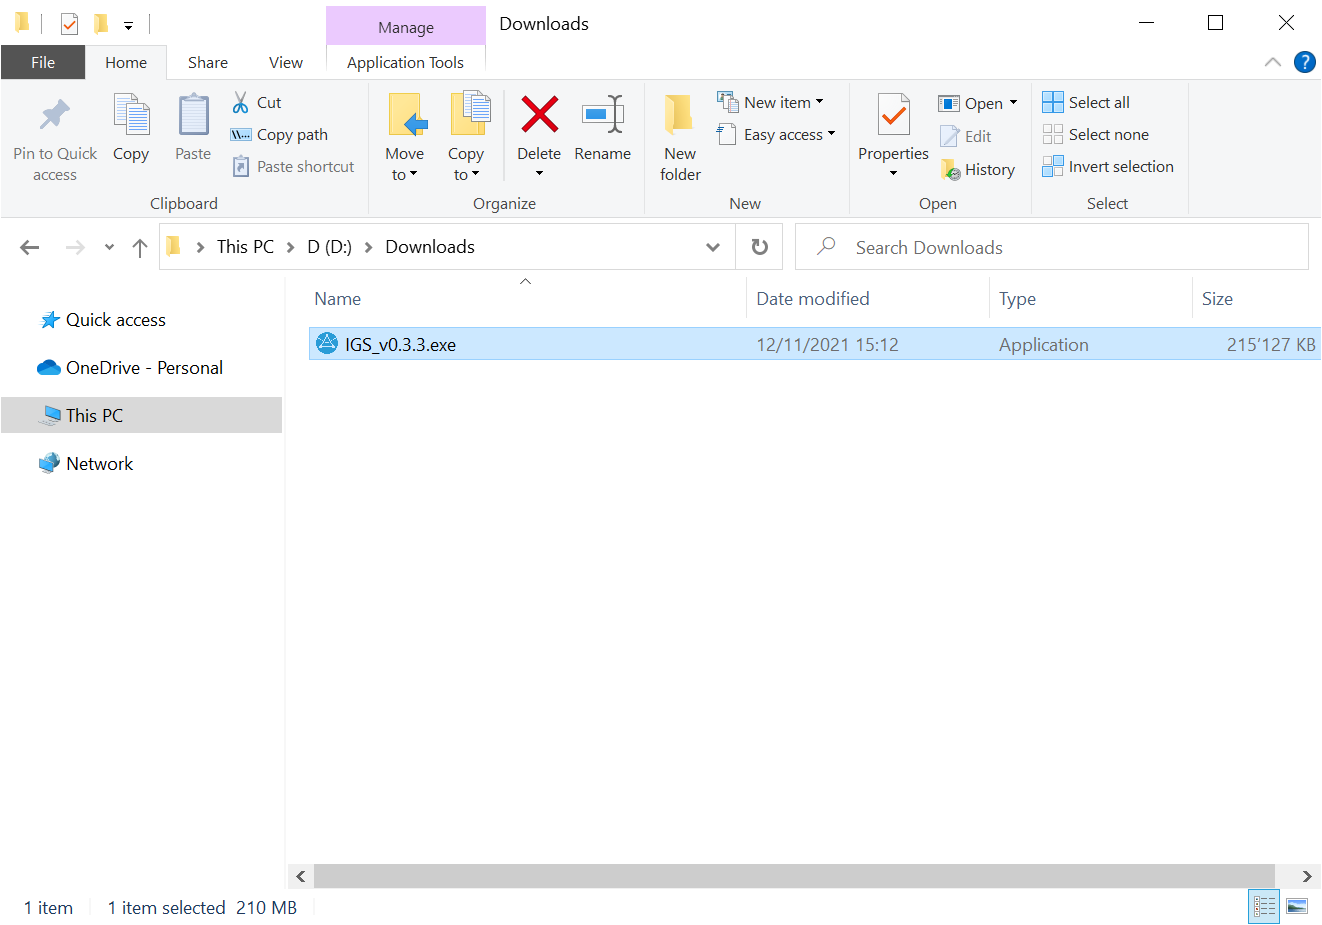 Manage
Downloads
File
Home
Share
View
Application Tools
?
Pin to Quick
access
Copy
Paste
Cut
Copy path
Paste shortcut
Clipboard
Move
to
Copy
to
Delete
Rename
Organize
New
folder
New item
Easy access
New
Properties
Open
Edit
History
Open
Select all
Select none
Invert selection
Select
This PC > D (D:) > Downloads
Search Downloads
Quick access
OneDrive - Personal
This PC
Network
Name Date modified Type Size
IGS_v0.3.3.exe 12/11/2021 15:12 Application 215'127 KB
1 item 1 item selected 210 MB